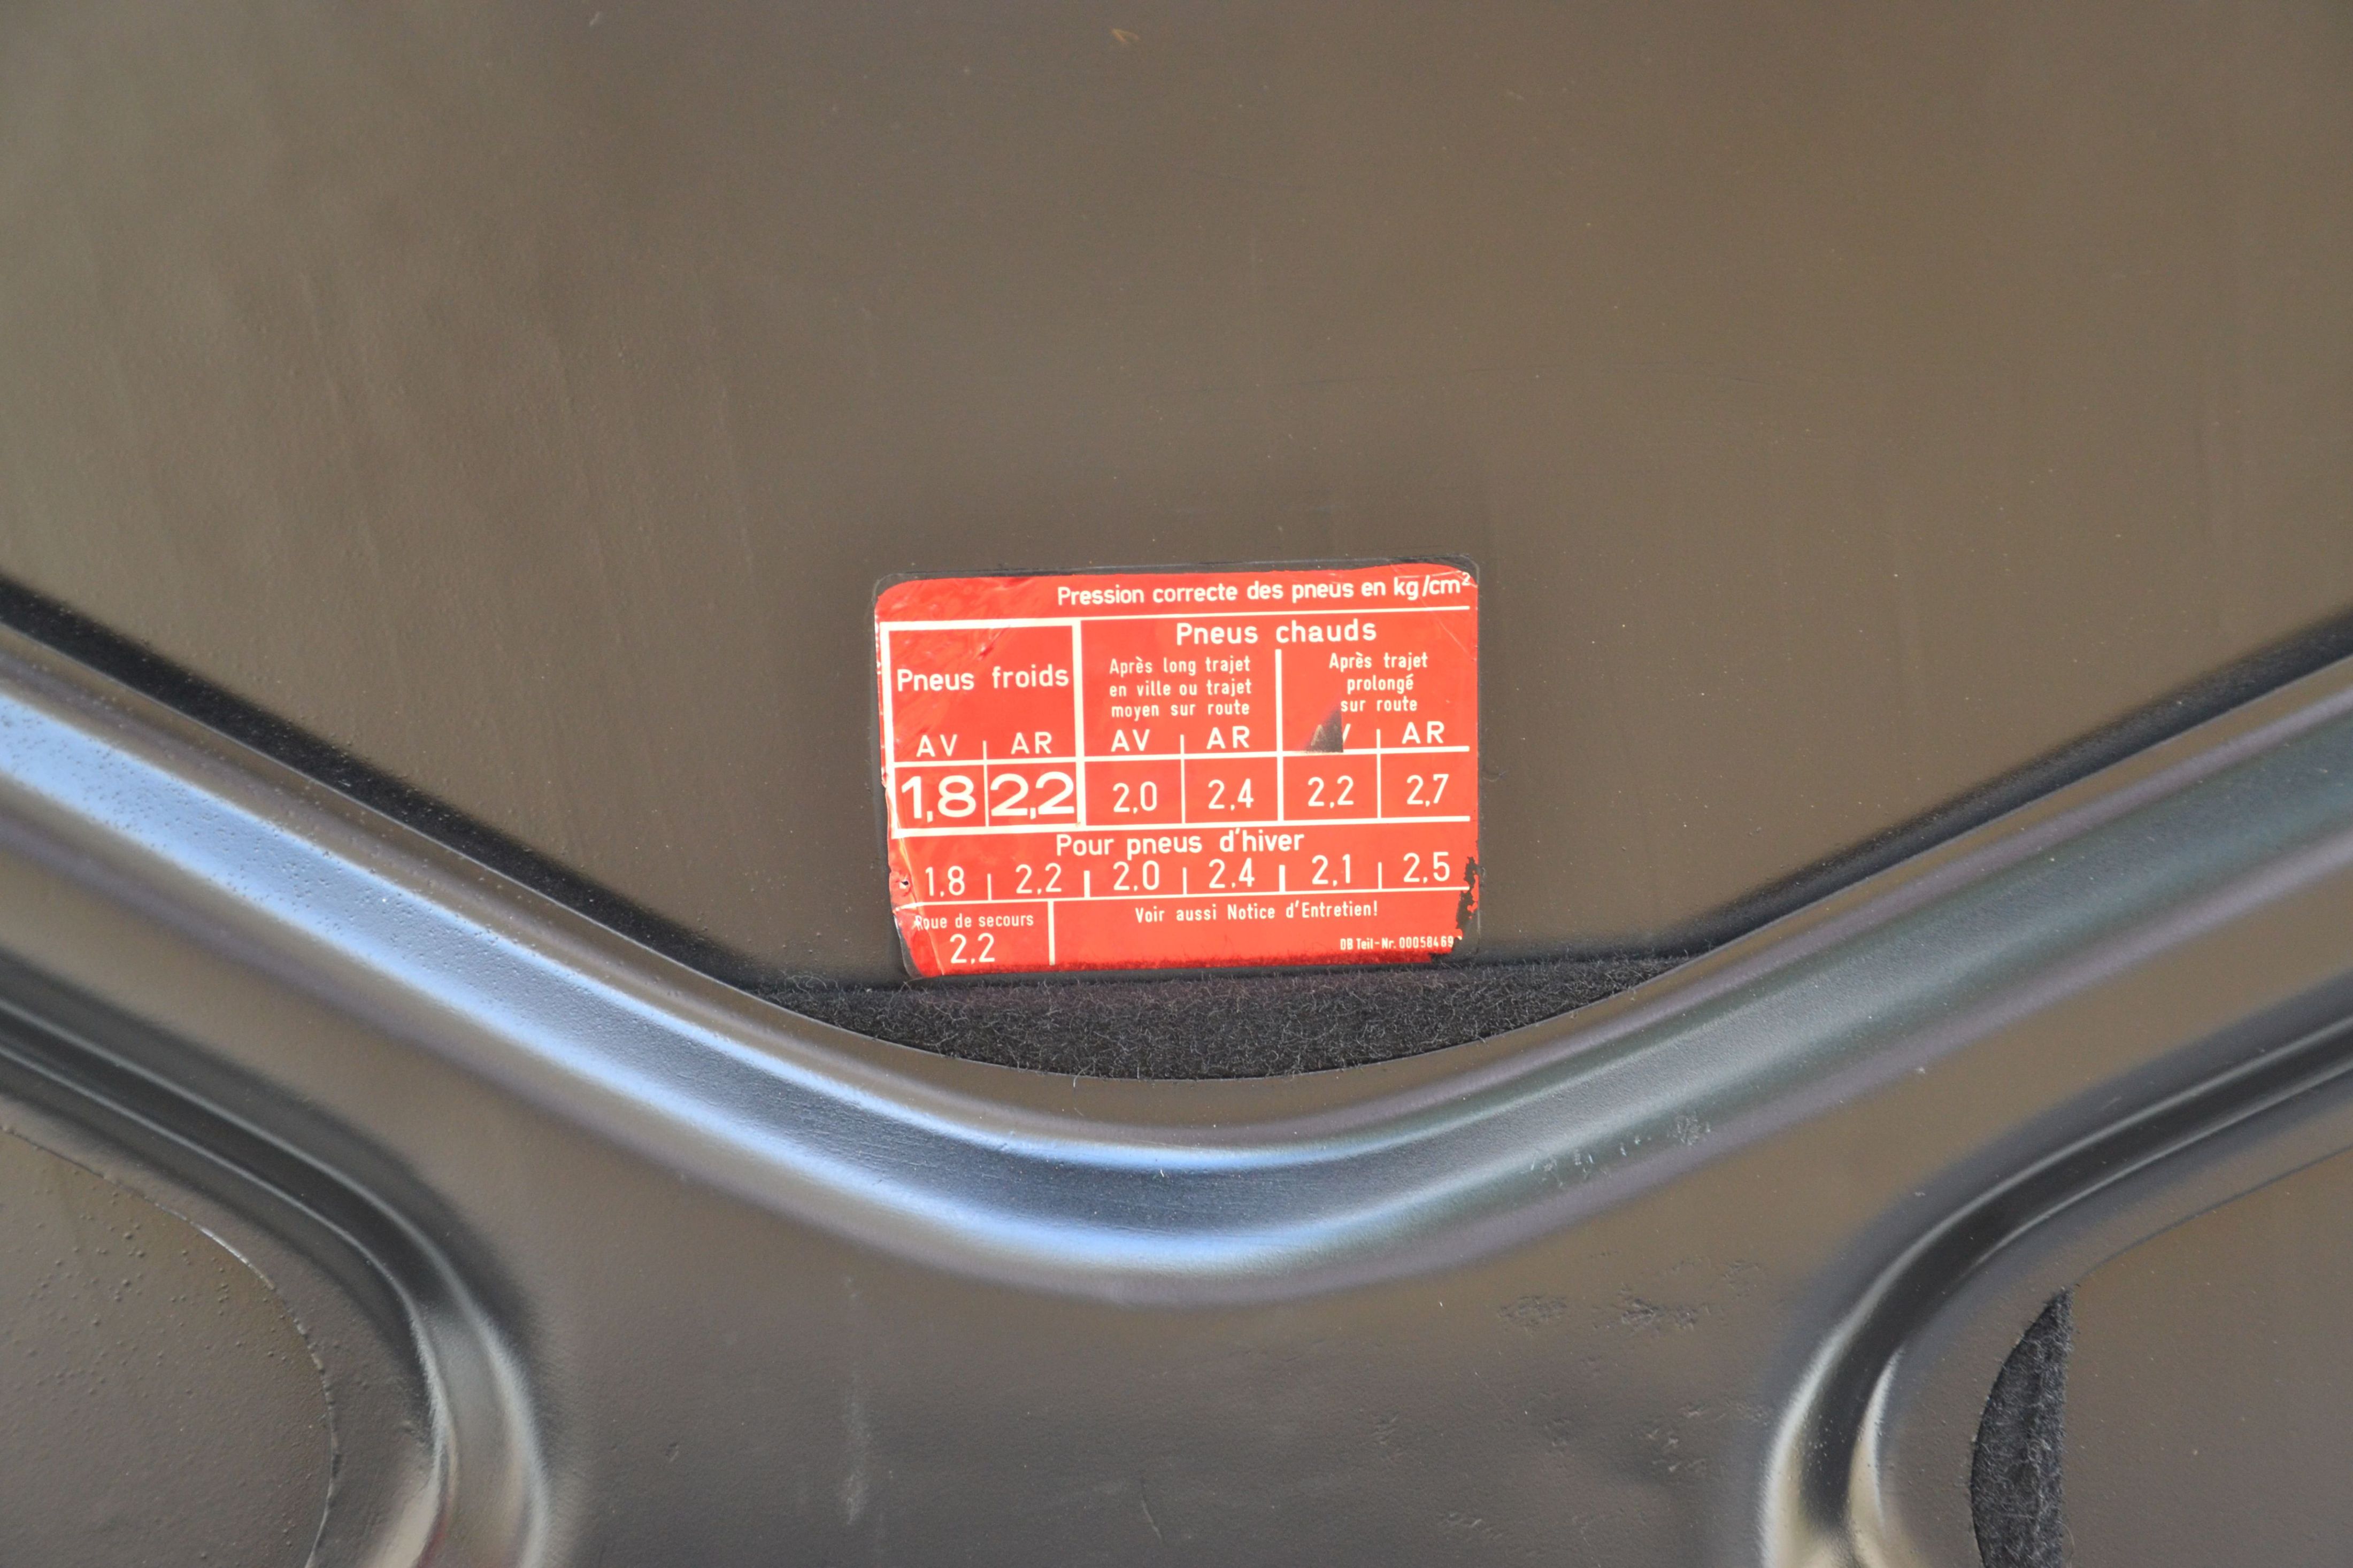 Pression correcte des pneus en kg/cm²
Pneus froids
Pneus chauds
Après long trajet
en ville ou trajet
moyen sur route
Après trajet
prolongé
sur route
AV AR AV AR AR
1,8 2,2 2,0 2,4 2,2 2,7
Pour pneus d'hiver
1,8 2,2 2,0 2,4 2,1 2,5
Roue de secours
2,2
Voir aussi Notice d'Entretien!
DB Teil-Nr.